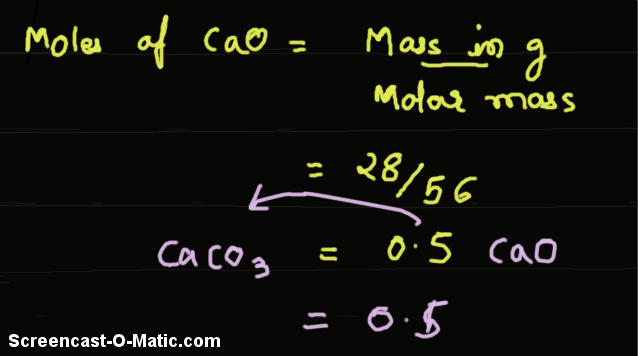 Moles of CaO = Mass in g
Molar mass
= 28/56
CaCO3 = 0.5 CaO
= 0.5
Screencast-O-Matic.com